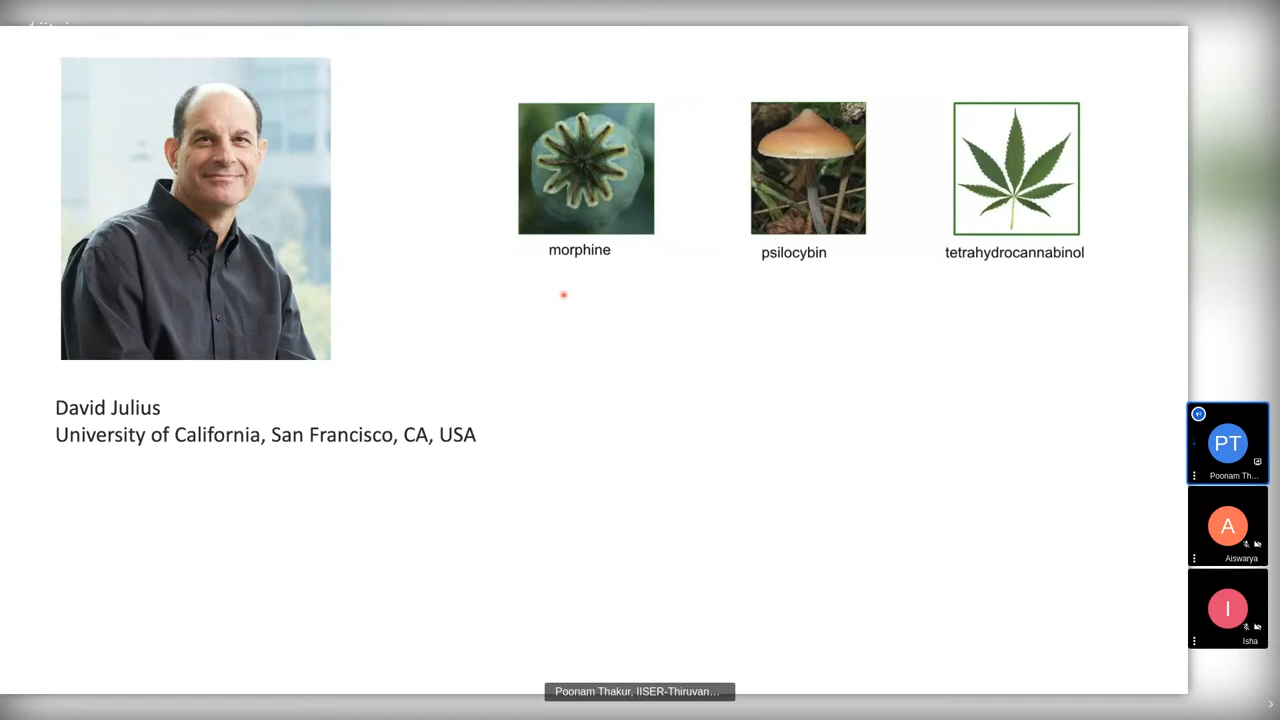 morphine
psilocybin
tetrahydrocannabinol
David Julius
University of California, San Francisco, CA, USA
PT
Poonam Th...
A
Aiswarya
I
Isha
Poonam Thakur, IISER-Thiruvan...